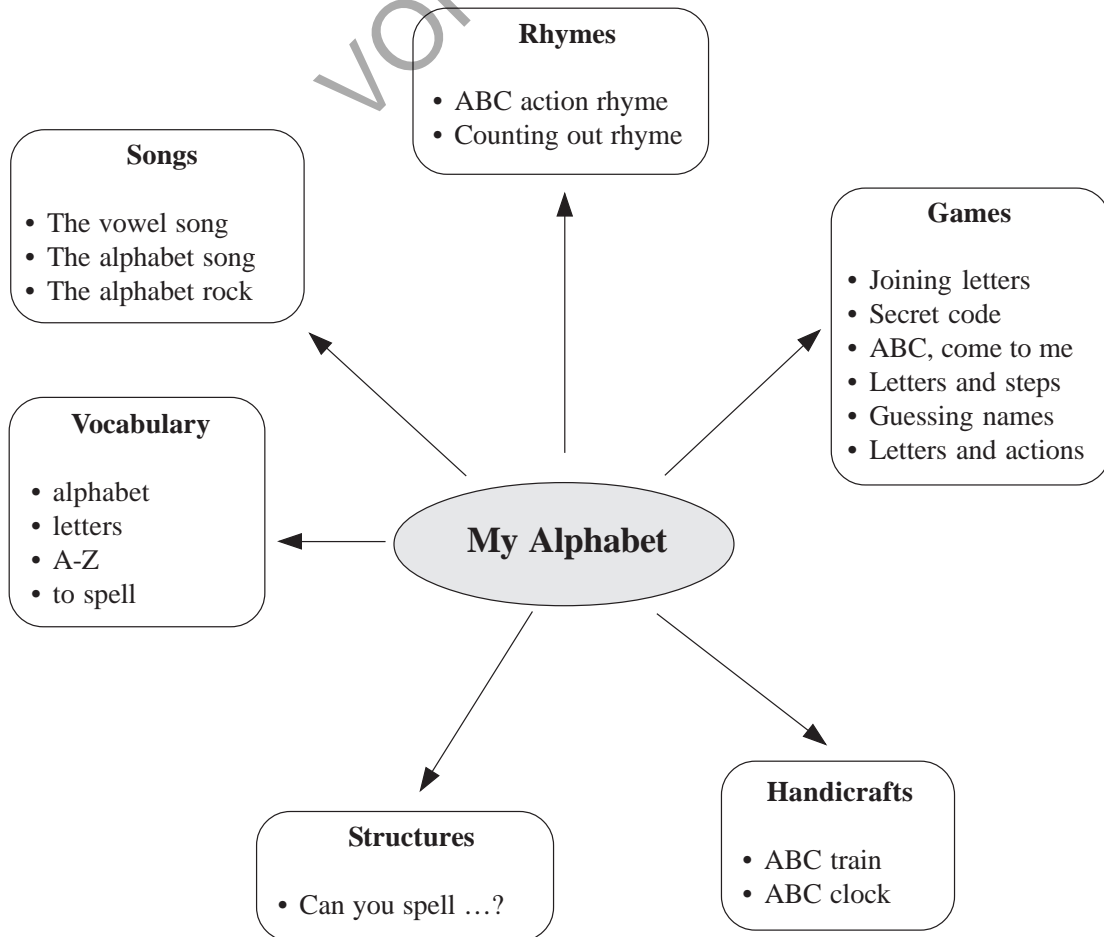 Rhymes
• ABC action rhyme
• Counting out rhyme
Songs
• The vowel song
• The alphabet song
• The alphabet rock
Games
• Joining letters
• Secret code
• ABC, come to me
• Letters and steps
• Guessing names
• Letters and actions
Vocabulary
• alphabet
• letters
• A-Z
• to spell
My Alphabet
Structures
• Can you spell …?
Handicrafts
• ABC train
• ABC clock